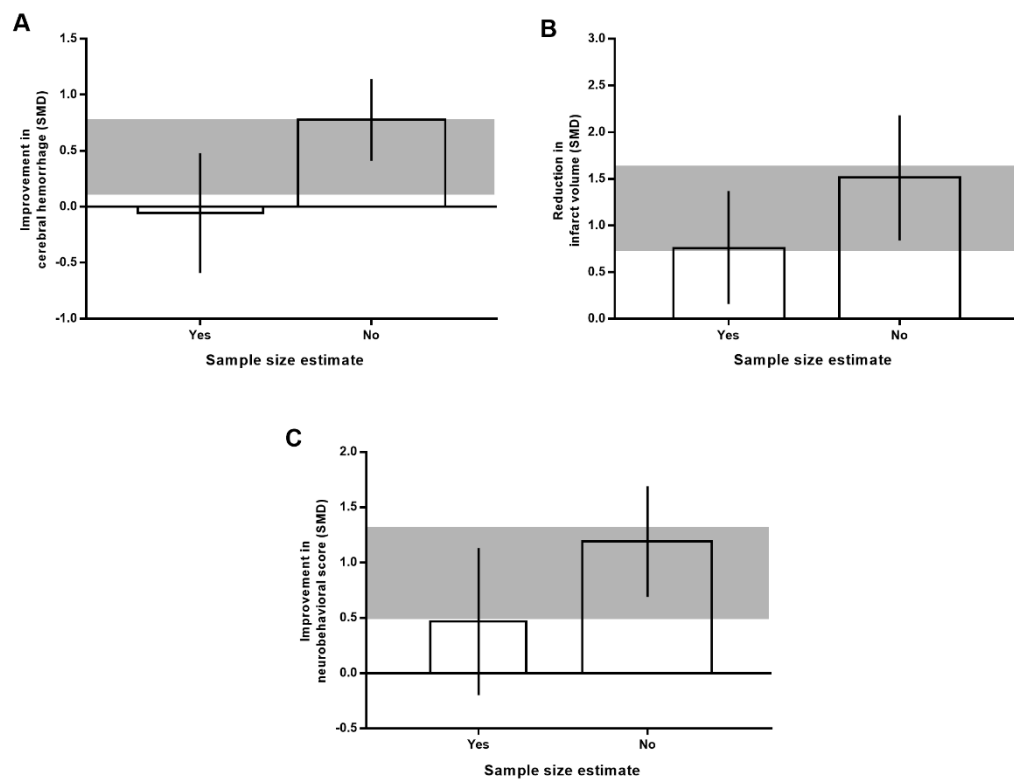 A
Improvement in
cerebral hemorrhage (SMD)
1.5
1.0
0.5
0.0
-0.5
-1.0
Yes
No
Sample size estimate
B
Reduction in
infarct volume (SMD)
3.0
2.5
2.0
1.5
1.0
0.5
0.0
Yes
No
Sample size estimate
C
Improvement in
neurobehavioral score (SMD)
2.0
1.5
1.0
0.5
0.0
-0.5
Yes
No
Sample size estimate